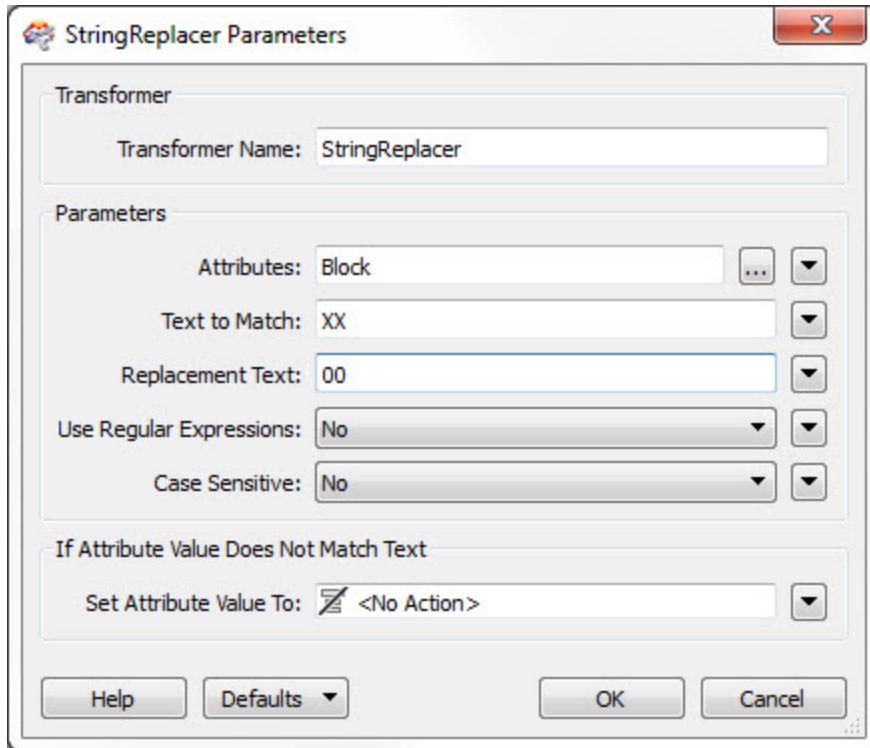 StringReplacer Parameters
Transformer
Transformer Name: StringReplacer
Parameters
Attributes: Block ...
Text to Match: XX
Replacement Text: 00
Use Regular Expressions: No
Case Sensitive: No
If Attribute Value Does Not Match Text
Set Attribute Value To: <No Action>
Help Defaults OK Cancel